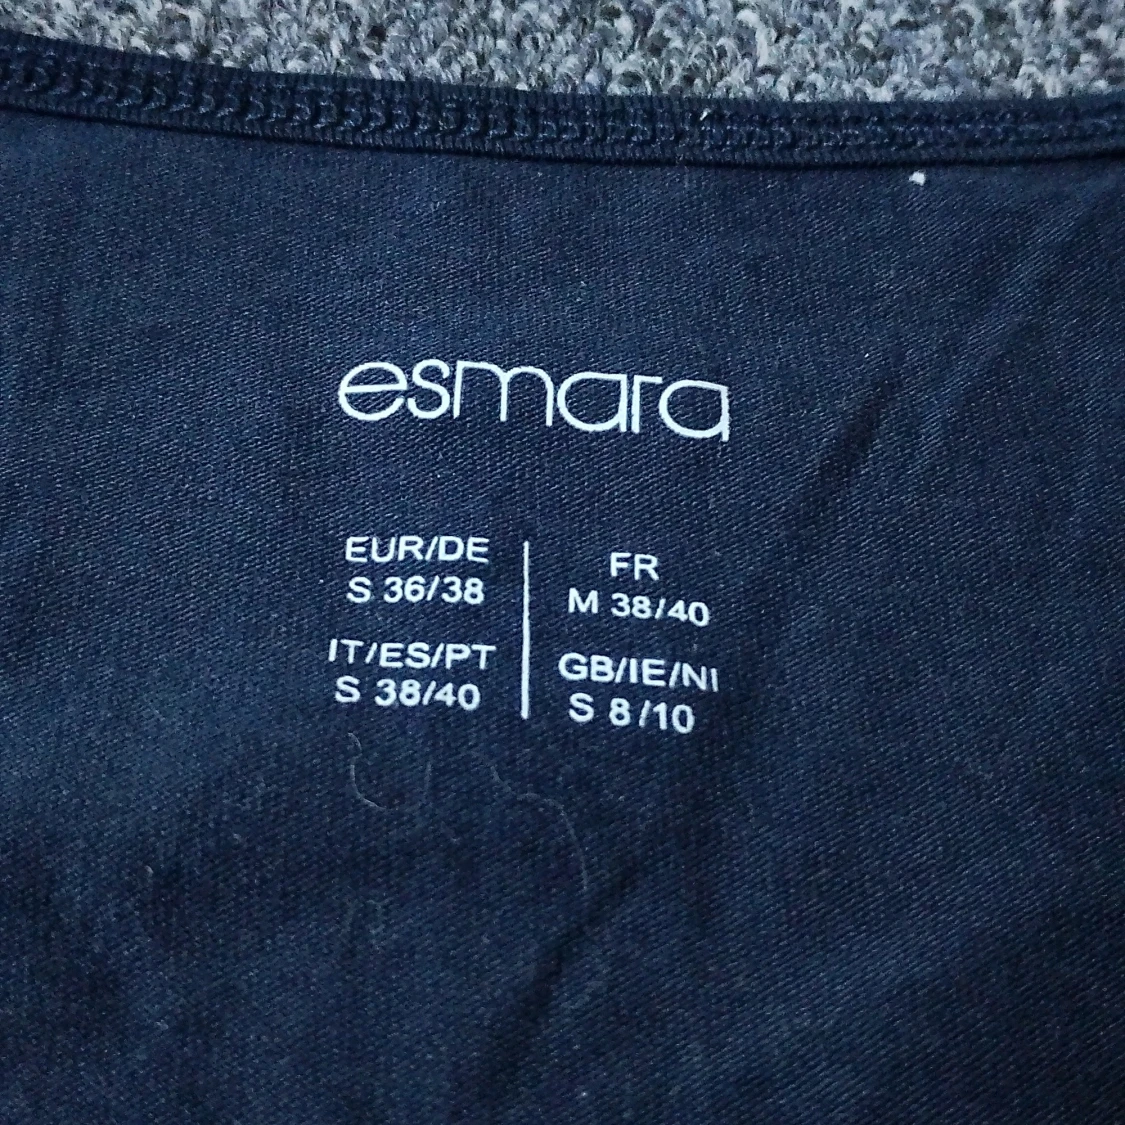 esmara
EUR/DE
S 36/38
IT/ES/PT
S 38/40
FR
M 38/40
GB/IE/NI
S 8/10